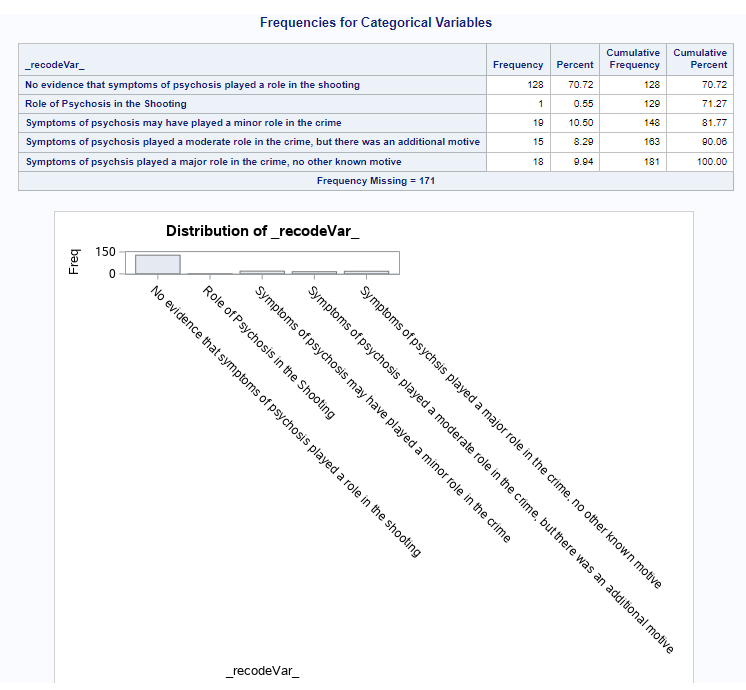 Frequencies for Categorical Variables
_recodeVar_ Frequency Percent Cumulative Frequency Cumulative Percent
No evidence that symptoms of psychosis played a role in the shooting 128 70.72 128 70.72
Role of Psychosis in the Shooting 1 0.55 129 71.27
Symptoms of psychosis may have played a minor role in the crime 19 10.50 148 81.77
Symptoms of psychosis played a moderate role in the crime, but there was an additional motive 15 8.29 163 90.06
Symptoms of psychsis played a major role in the crime, no other known motive 18 9.94 181 100.00
Frequency Missing = 171
Distribution of _recodeVar_
Freq
150
0
No evidence that symptoms of psychosis played a role in the shooting
Role of Psychosis in the Shooting
Symptoms of psychosis may have played a minor role in the crime
Symptoms of psychosis played a moderate role in the crime, but there was an additional motive
Symptoms of psychsis played a major role in the crime, no other known motive
_recodeVar_